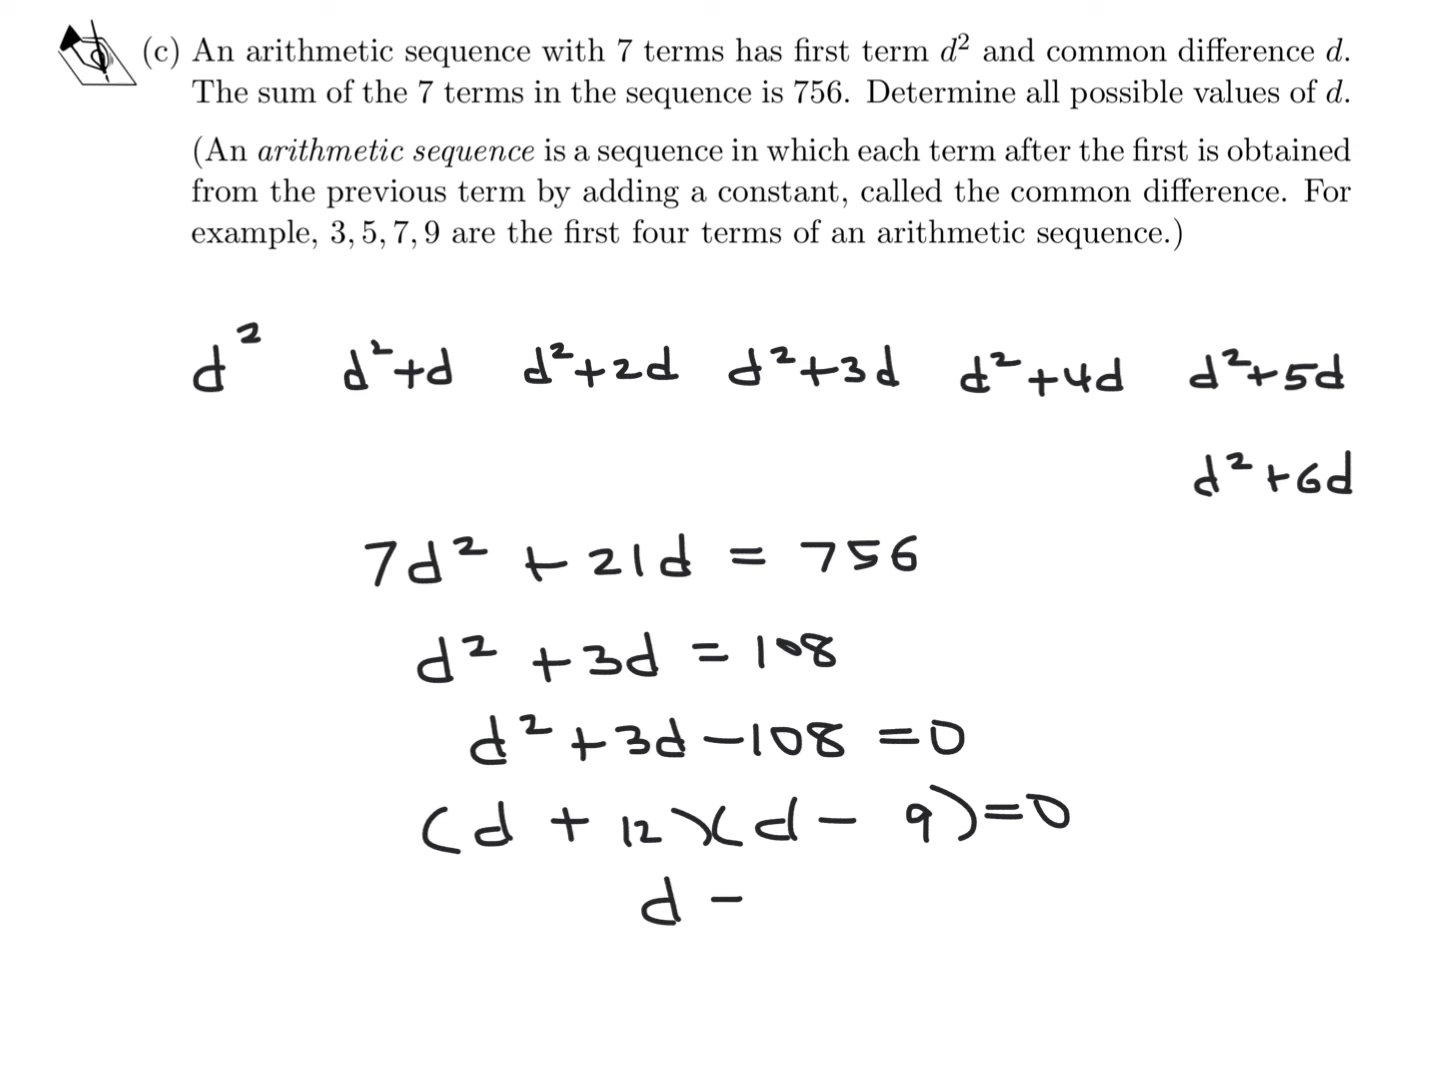 (c) An arithmetic sequence with 7 terms has first term d² and common difference d.
The sum of the 7 terms in the sequence is 756. Determine all possible values of d.
(An arithmetic sequence is a sequence in which each term after the first is obtained
from the previous term by adding a constant, called the common difference. For
example, 3, 5, 7, 9 are the first four terms of an arithmetic sequence.)
d² d²+d d²+2d d²+3d d²+4d d²+5d
d²+6d
7d² + 21d = 756
d² + 3d = 108
d² + 3d - 108 = 0
(d + 12)(d - 9) = 0
d -